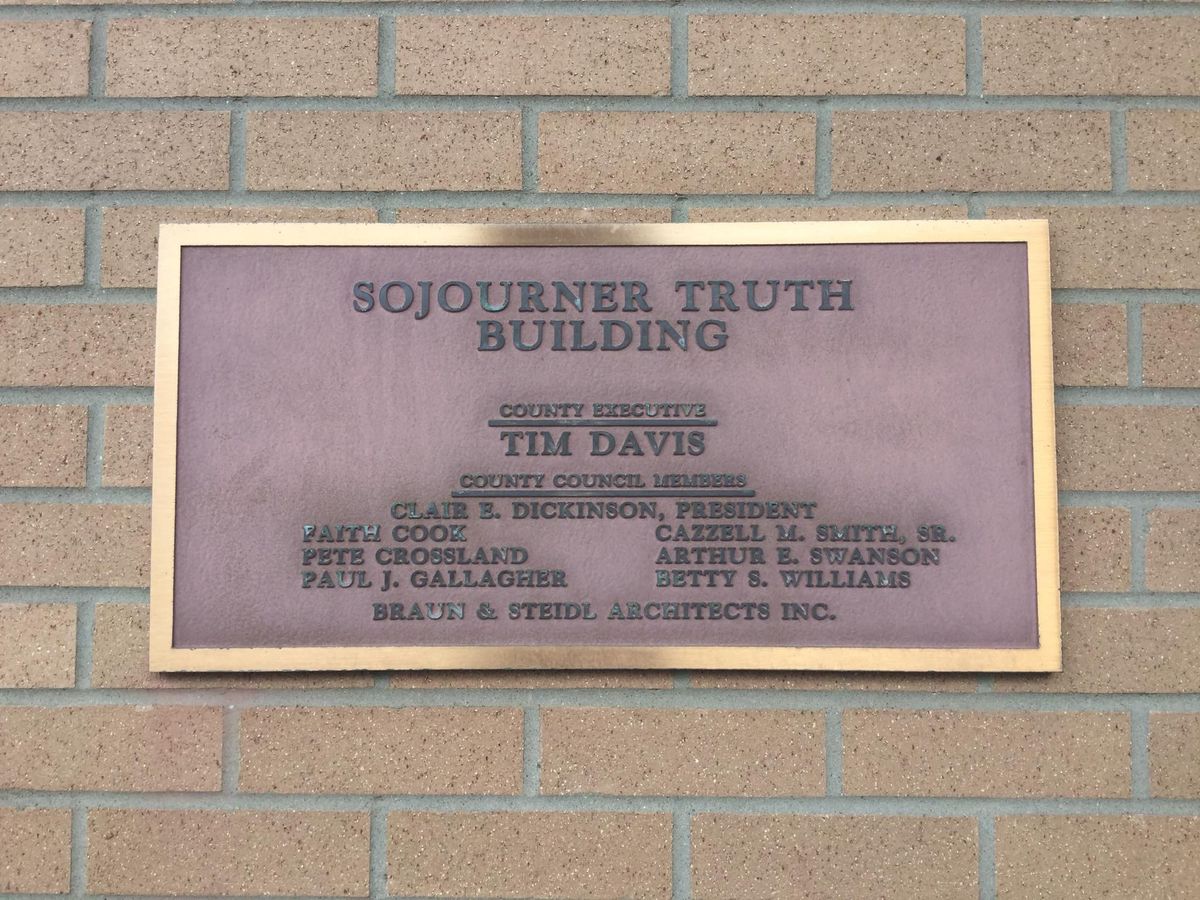 SOJOURNER TRUTH
BUILDING
COUNTY EXECUTIVE
TIM DAVIS
COUNTY COUNCIL MEMBERS
CLAIR E. DICKINSON, PRESIDENT
FAITH COOK CAZZELL M. SMITH, SR.
PETE CROSSLAND ARTHUR E. SWANSON
PAUL J. GALLAGHER BETTY S. WILLIAMS
BRAUN & STEIDL ARCHITECTS INC.